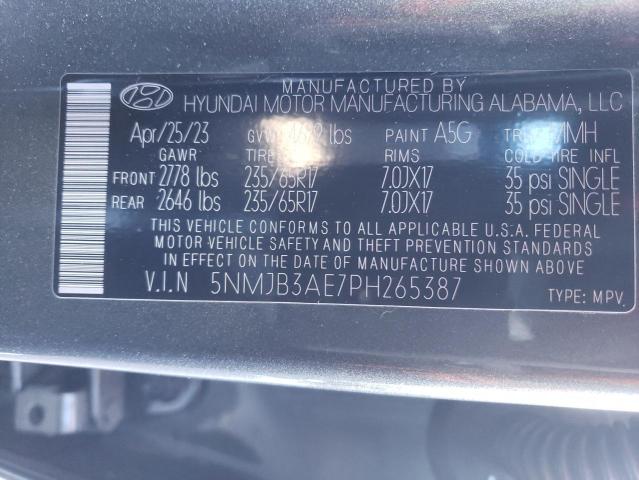 MANUFACTURED BY
HYUNDAI MOTOR MANUFACTURING ALABAMA, LLC
Apr/25/23 lbs PAINT A5G
GAWR RIMS COLD TIRE INFL
FRONT 2778 lbs 235/65R17 7.0JX17 35 psi SINGLE
REAR 2646 lbs 235/65R17 7.0JX17 35 psi SINGLE
THIS VEHICLE CONFORMS TO ALL APPLICABLE U.S.A. FEDERAL
MOTOR VEHICLE SAFETY AND THEFT PREVENTION STANDARDS
IN EFFECT ON THE DATE OF MANUFACTURE SHOWN ABOVE.
V.I.N 5NMJB3AE7PH265387 TYPE: MPV